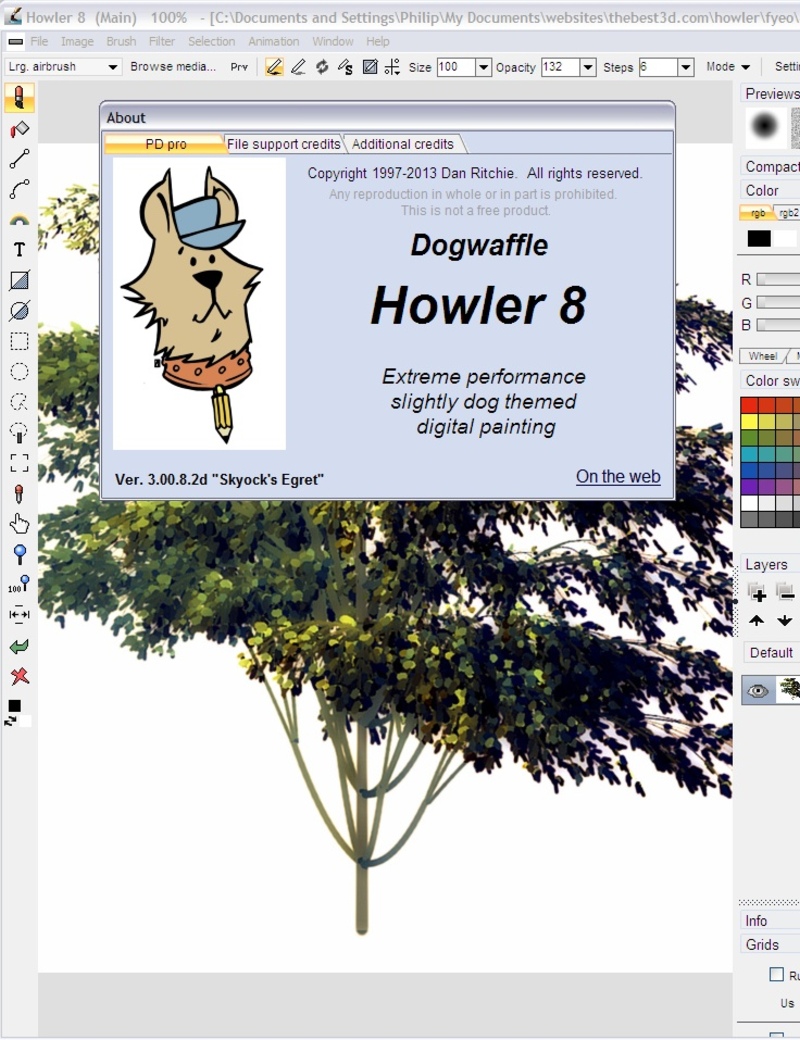 Howler 8 (Main) 100% - [C:\Documents and Settings\Philip\My Documents\websites\thebest3d.com\howler\fyeo\
File Image Brush Filter Selection Animation Window Help
Lrg. airbrush Browse media... Prv Size 100 Opacity 132 Steps 6 Mode Settin
Previews
About
PD pro File support credits Additional credits
Copyright 1997-2013 Dan Ritchie. All rights reserved.
Any reproduction in whole or in part is prohibited.
This is not a free product.
Dogwaffle
Howler 8
Extreme performance
slightly dog themed
digital painting
Ver. 3.00.8.2d "Skyock's Egret"
On the web
T
100
Compact
Color
rgb rgb2
R
G
B
Wheel
Color sw
Layers
Default
Info
Grids
Ru
Us